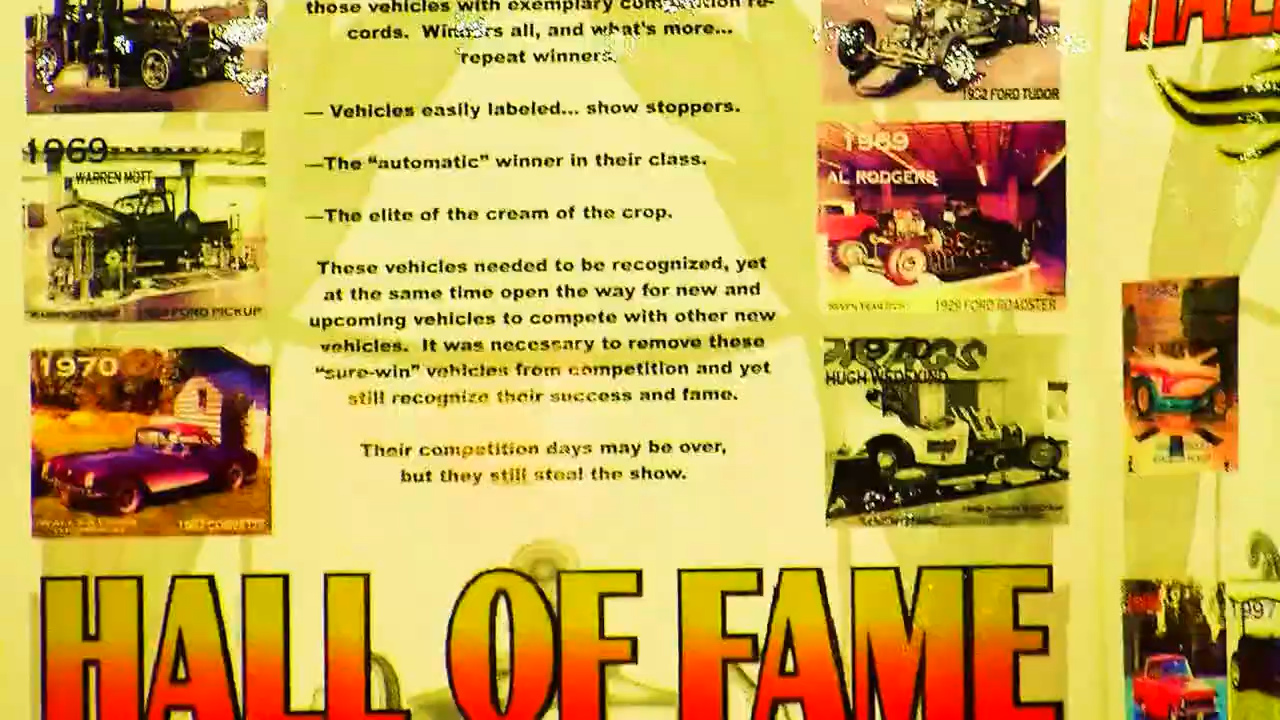 those vehicles with exemplary competition re-
cords. Winners all, and what's more...
repeat winners.
— Vehicles easily labeled... show stoppers.
—The “automatic” winner in their class.
—The elite of the cream of the crop.
These vehicles needed to be recognized, yet
at the same time open the way for new and
upcoming vehicles to compete with other new
vehicles. It was necessary to remove these
“sure-win” vehicles from competition and yet
still recognize their success and fame.
Their competition days may be over,
but they still steal the show.
HALL OF FAME
1969
WARREN MOTT
FORD PICKUP
1970
CORVETTE
1932 FORD TUDOR
1969
AL RODGERS
1929 FORD ROADSTER
1970
HUGH WEDEKIND
HALL
1997